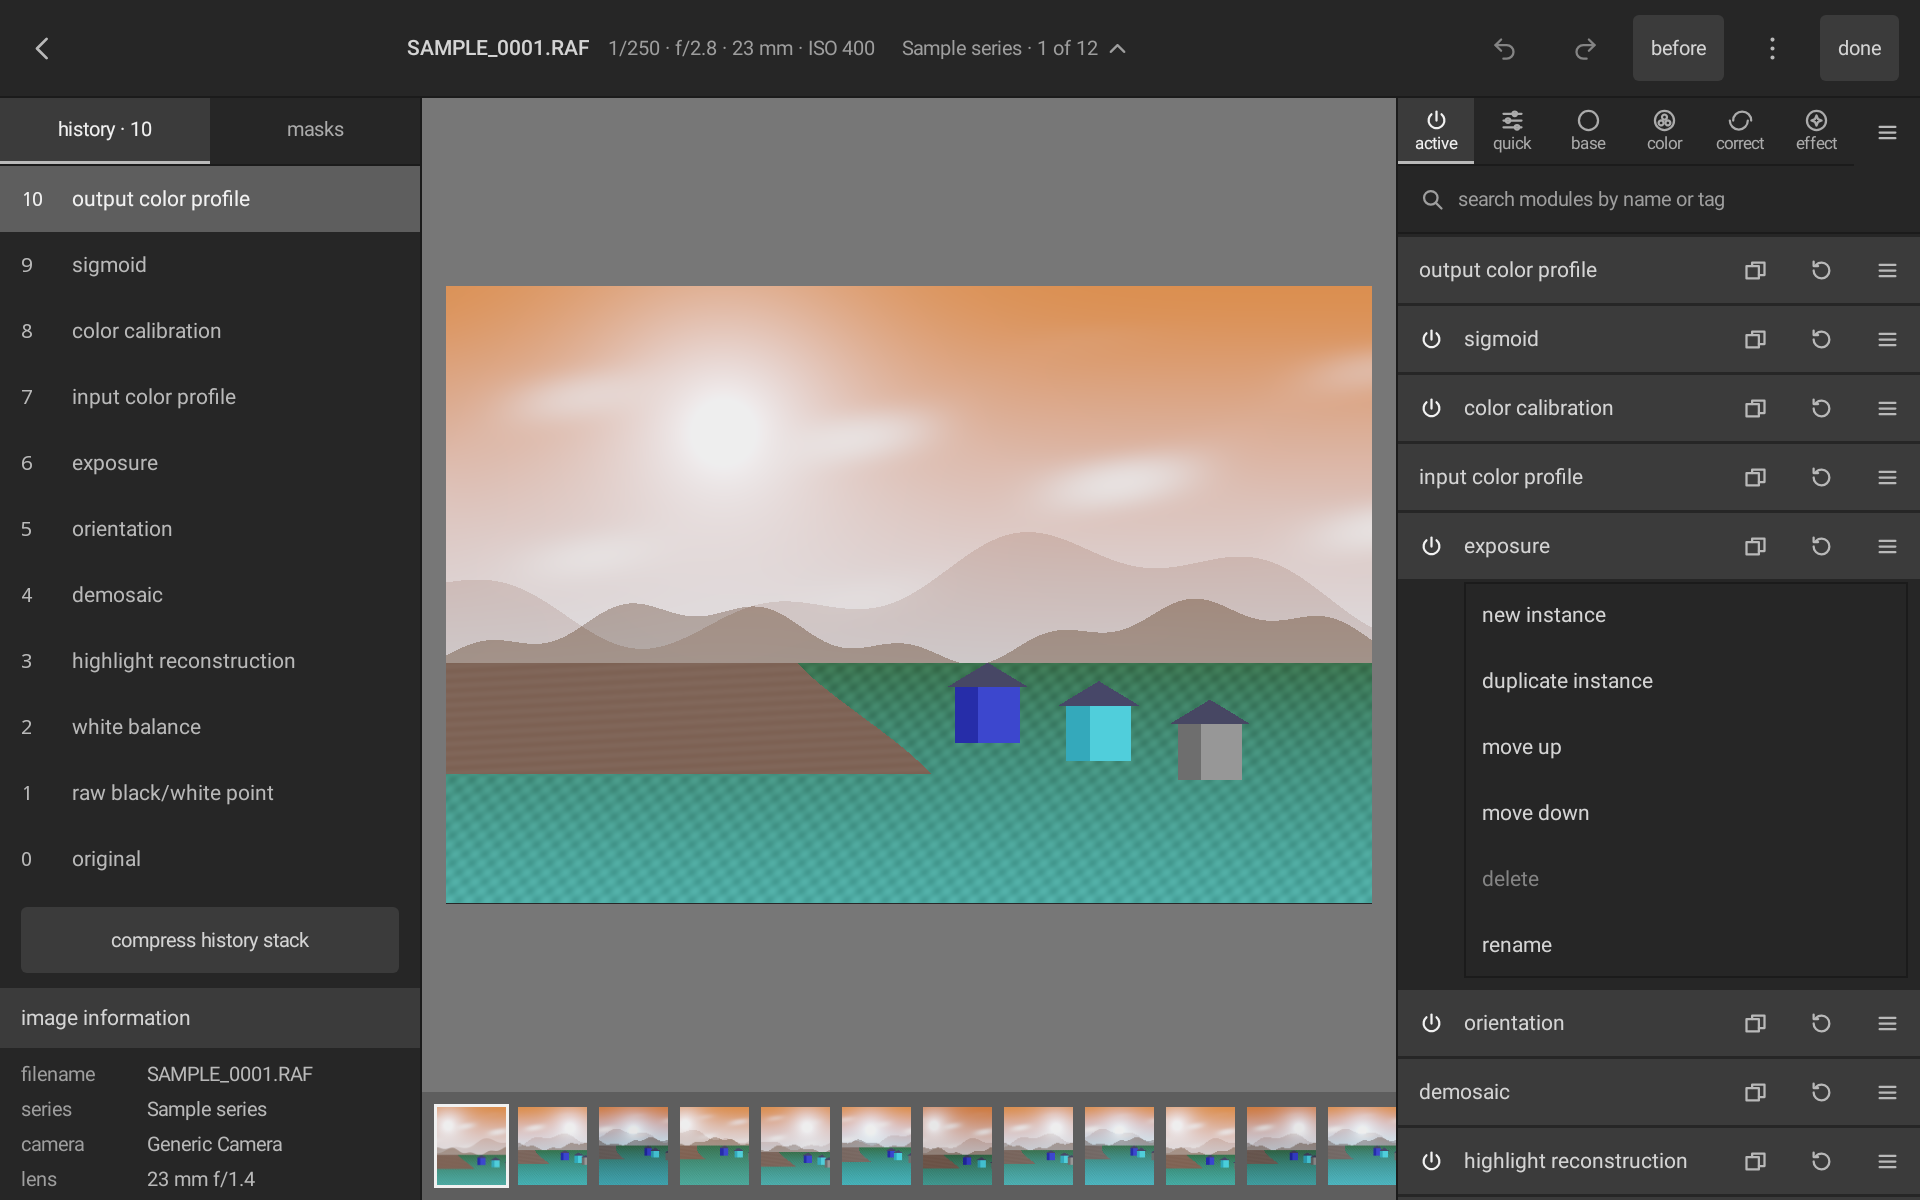 SAMPLE_0001.RAF 1/250 · f/2.8 · 23 mm · ISO 400 Sample series · 1 of 12
before
done
history · 10
masks
10 output color profile
9 sigmoid
8 color calibration
7 input color profile
6 exposure
5 orientation
4 demosaic
3 highlight reconstruction
2 white balance
1 raw black/white point
0 original
compress history stack
image information
filename SAMPLE_0001.RAF
series Sample series
camera Generic Camera
lens 23 mm f/1.4
active
quick
base
color
correct
effect
search modules by name or tag
output color profile
sigmoid
color calibration
input color profile
exposure
new instance
duplicate instance
move up
move down
delete
rename
orientation
demosaic
highlight reconstruction